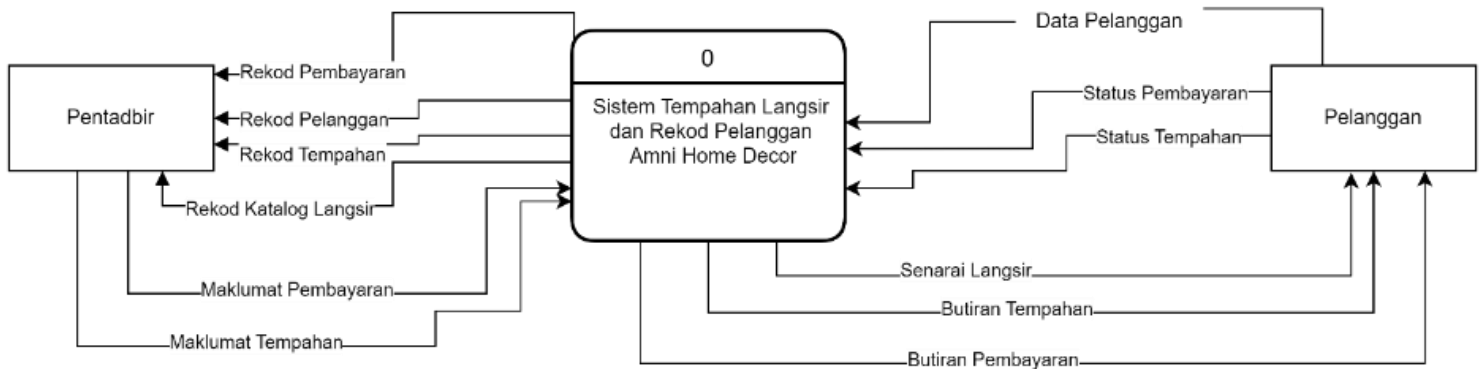 Data Pelanggan
0
Rekod Pembayaran
Status Pembayaran
Sistem Tempahan Langsir
dan Rekod Pelanggan
Amni Home Decor
Pentadbir
Rekod Pelanggan
Pelanggan
Status Tempahan
Rekod Tempahan
Rekod Katalog Langsir
Senarai Langsir
Maklumat Pembayaran
Butiran Tempahan
Maklumat Tempahan
Butiran Pembayaran